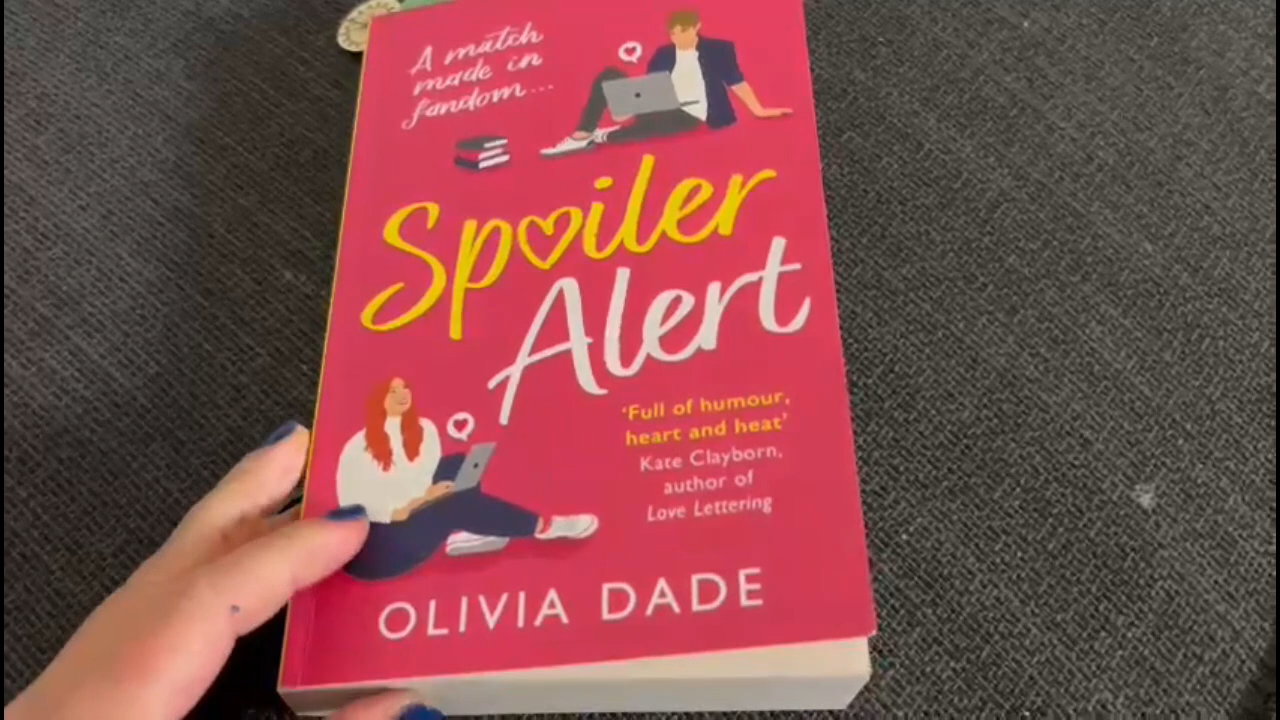 A match
made in
fandom...
Spoiler
Alert
'Full of humour,
heart and heat'
Kate Clayborn,
author of
Love Lettering
OLIVIA DADE